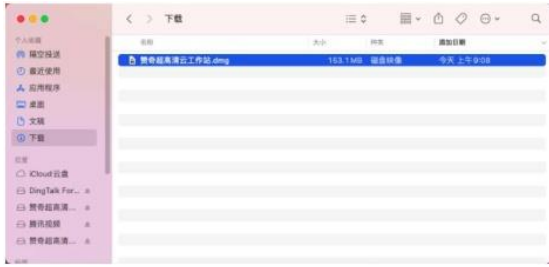 下载
个人收藏
隔空投送
最近使用
应用程序
桌面
文稿
下载
iCloud云盘
DingTalk For...
赞奇超高清...
腾讯视频
赞奇超高清...
名称 大小 种类 添加日期
赞奇超高清云工作站.dmg 153.1 MB 磁盘映像 今天 上午9:08